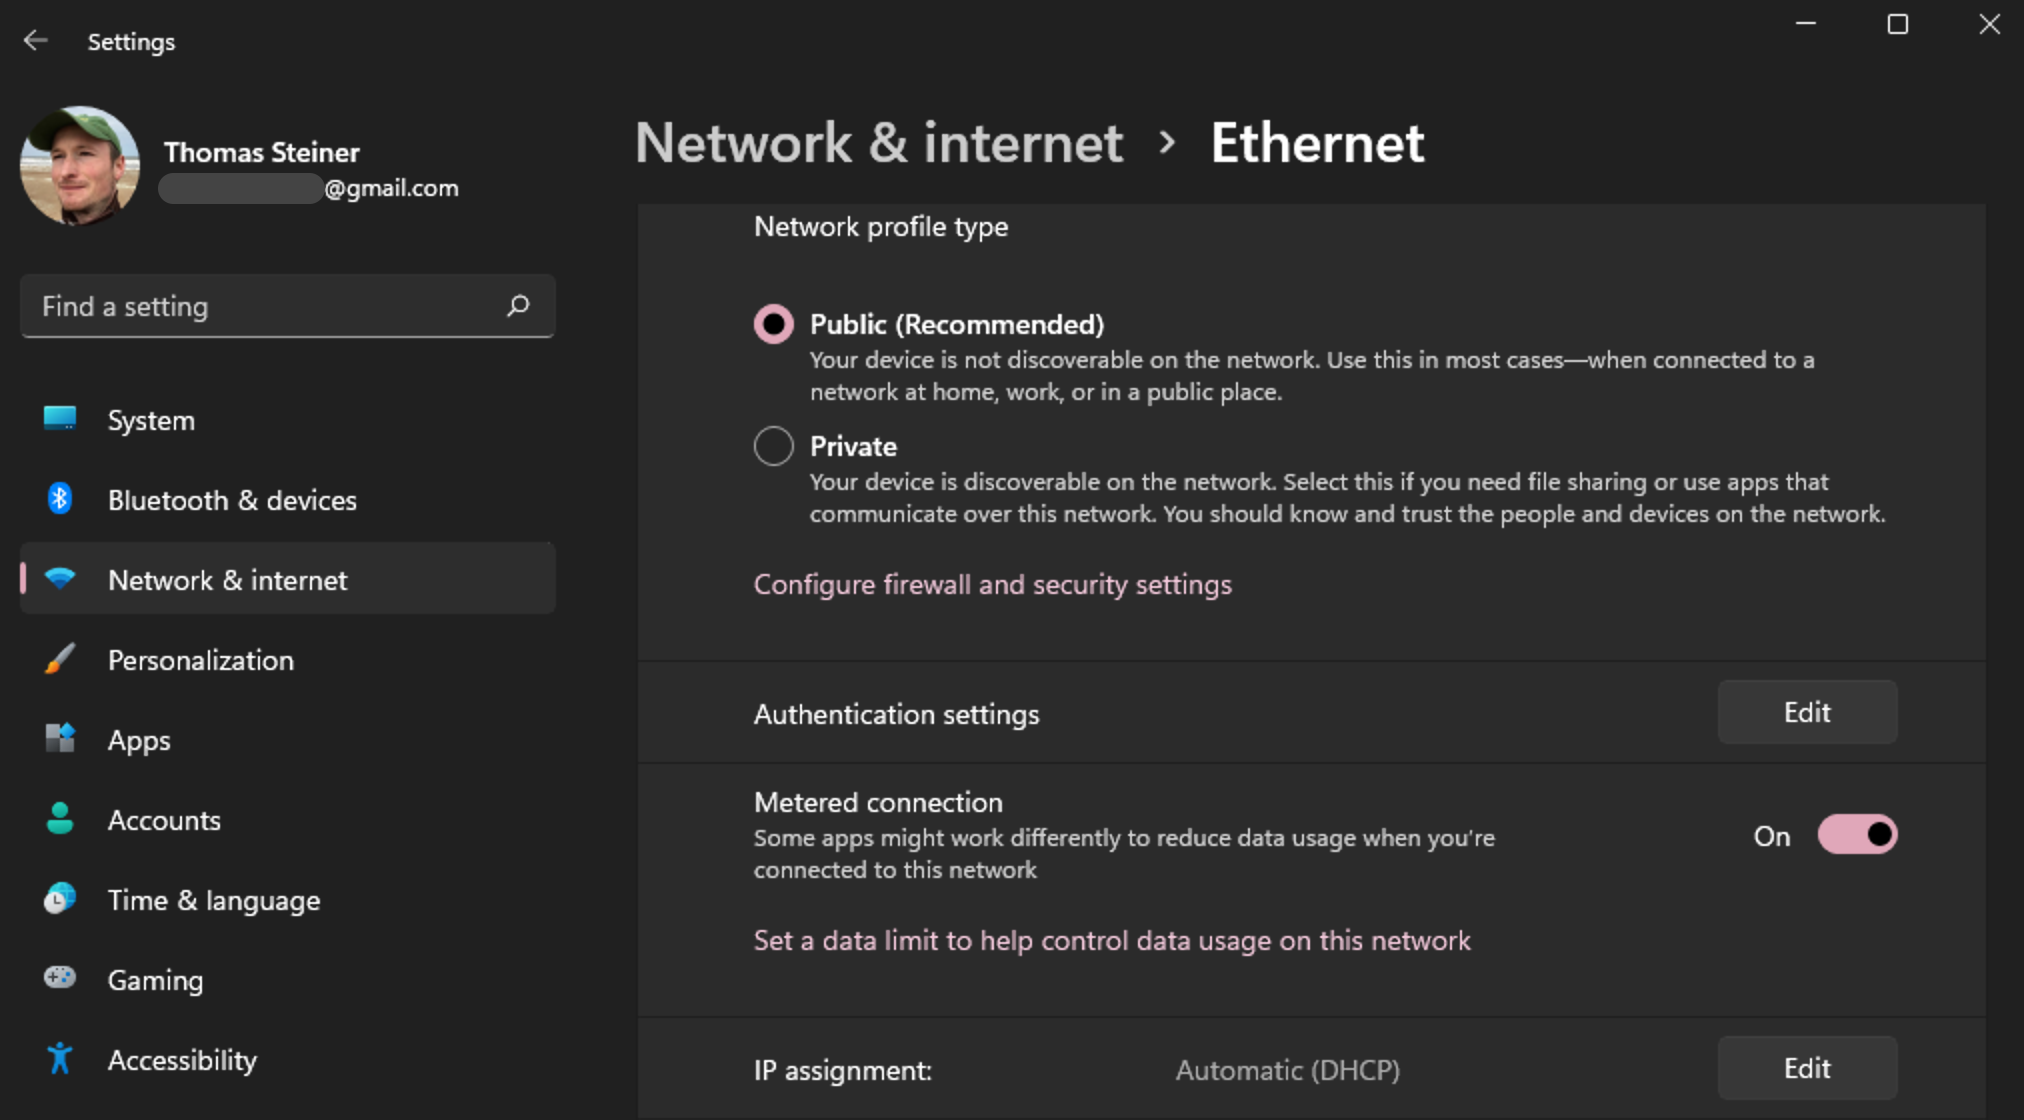 Settings
Thomas Steiner
@gmail.com
Find a setting
System
Bluetooth & devices
Network & internet
Personalization
Apps
Accounts
Time & language
Gaming
Accessibility
Network & internet > Ethernet
Network profile type
Public (Recommended)
Your device is not discoverable on the network. Use this in most cases—when connected to a
network at home, work, or in a public place.
Private
Your device is discoverable on the network. Select this if you need file sharing or use apps that
communicate over this network. You should know and trust the people and devices on the network.
Configure firewall and security settings
Authentication settings
Edit
Metered connection
Some apps might work differently to reduce data usage when you're
connected to this network
On
Set a data limit to help control data usage on this network
IP assignment:
Automatic (DHCP)
Edit